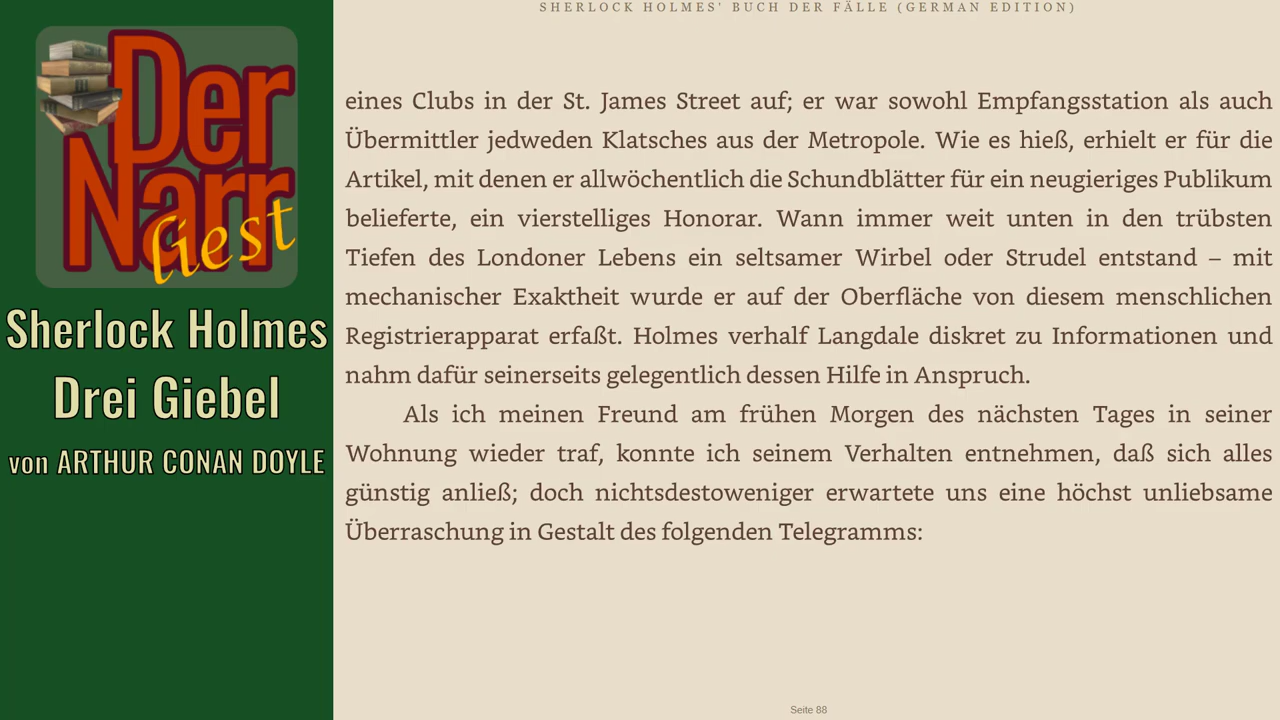 Der
Narr
liest
Sherlock Holmes
Drei Giebel
von ARTHUR CONAN DOYLE
SHERLOCK HOLMES' BUCH DER FÄLLE (GERMAN EDITION)
eines Clubs in der St. James Street auf; er war sowohl Empfangsstation als auch
Übermittler jedweden Klatsches aus der Metropole. Wie es hieß, erhielt er für die
Artikel, mit denen er allwöchentlich die Schundblätter für ein neugieriges Publikum
belieferte, ein vierstelliges Honorar. Wann immer weit unten in den trübsten
Tiefen des Londoner Lebens ein seltsamer Wirbel oder Strudel entstand – mit
mechanischer Exaktheit wurde er auf der Oberfläche von diesem menschlichen
Registrierapparat erfaßt. Holmes verhalf Langdale diskret zu Informationen und
nahm dafür seinerseits gelegentlich dessen Hilfe in Anspruch.
Als ich meinen Freund am frühen Morgen des nächsten Tages in seiner
Wohnung wieder traf, konnte ich seinem Verhalten entnehmen, daß sich alles
günstig anließ; doch nichtsdestoweniger erwartete uns eine höchst unliebsame
Überraschung in Gestalt des folgenden Telegramms:
Seite 88